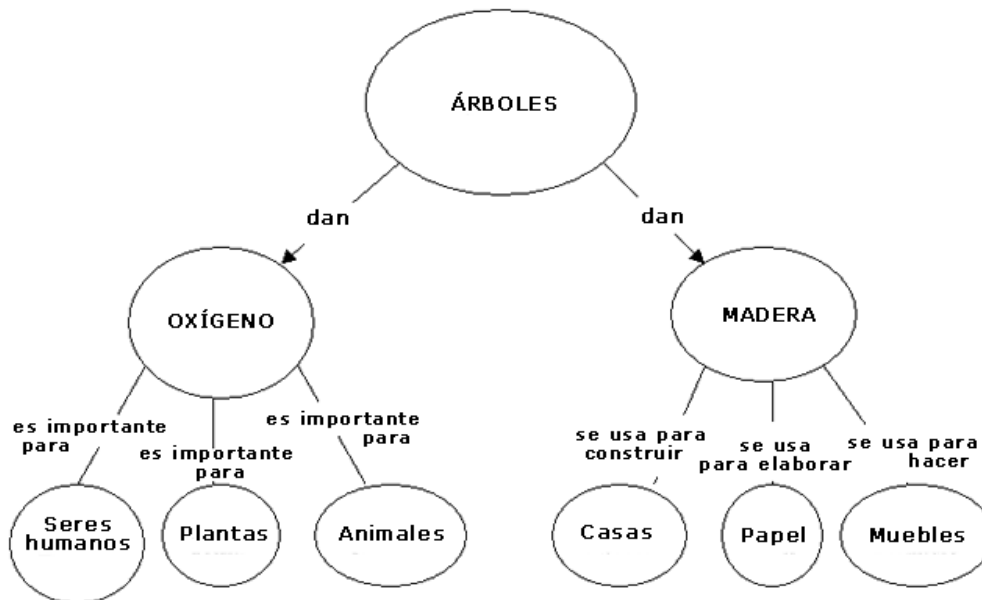 ÁRBOLES
dan
dan
OXÍGENO
MADERA
es importante
para
es importante
para
es importante
para
se usa para
construir
se usa
para elaborar
se usa para
hacer
Seres
humanos
Plantas
Animales
Casas
Papel
Muebles